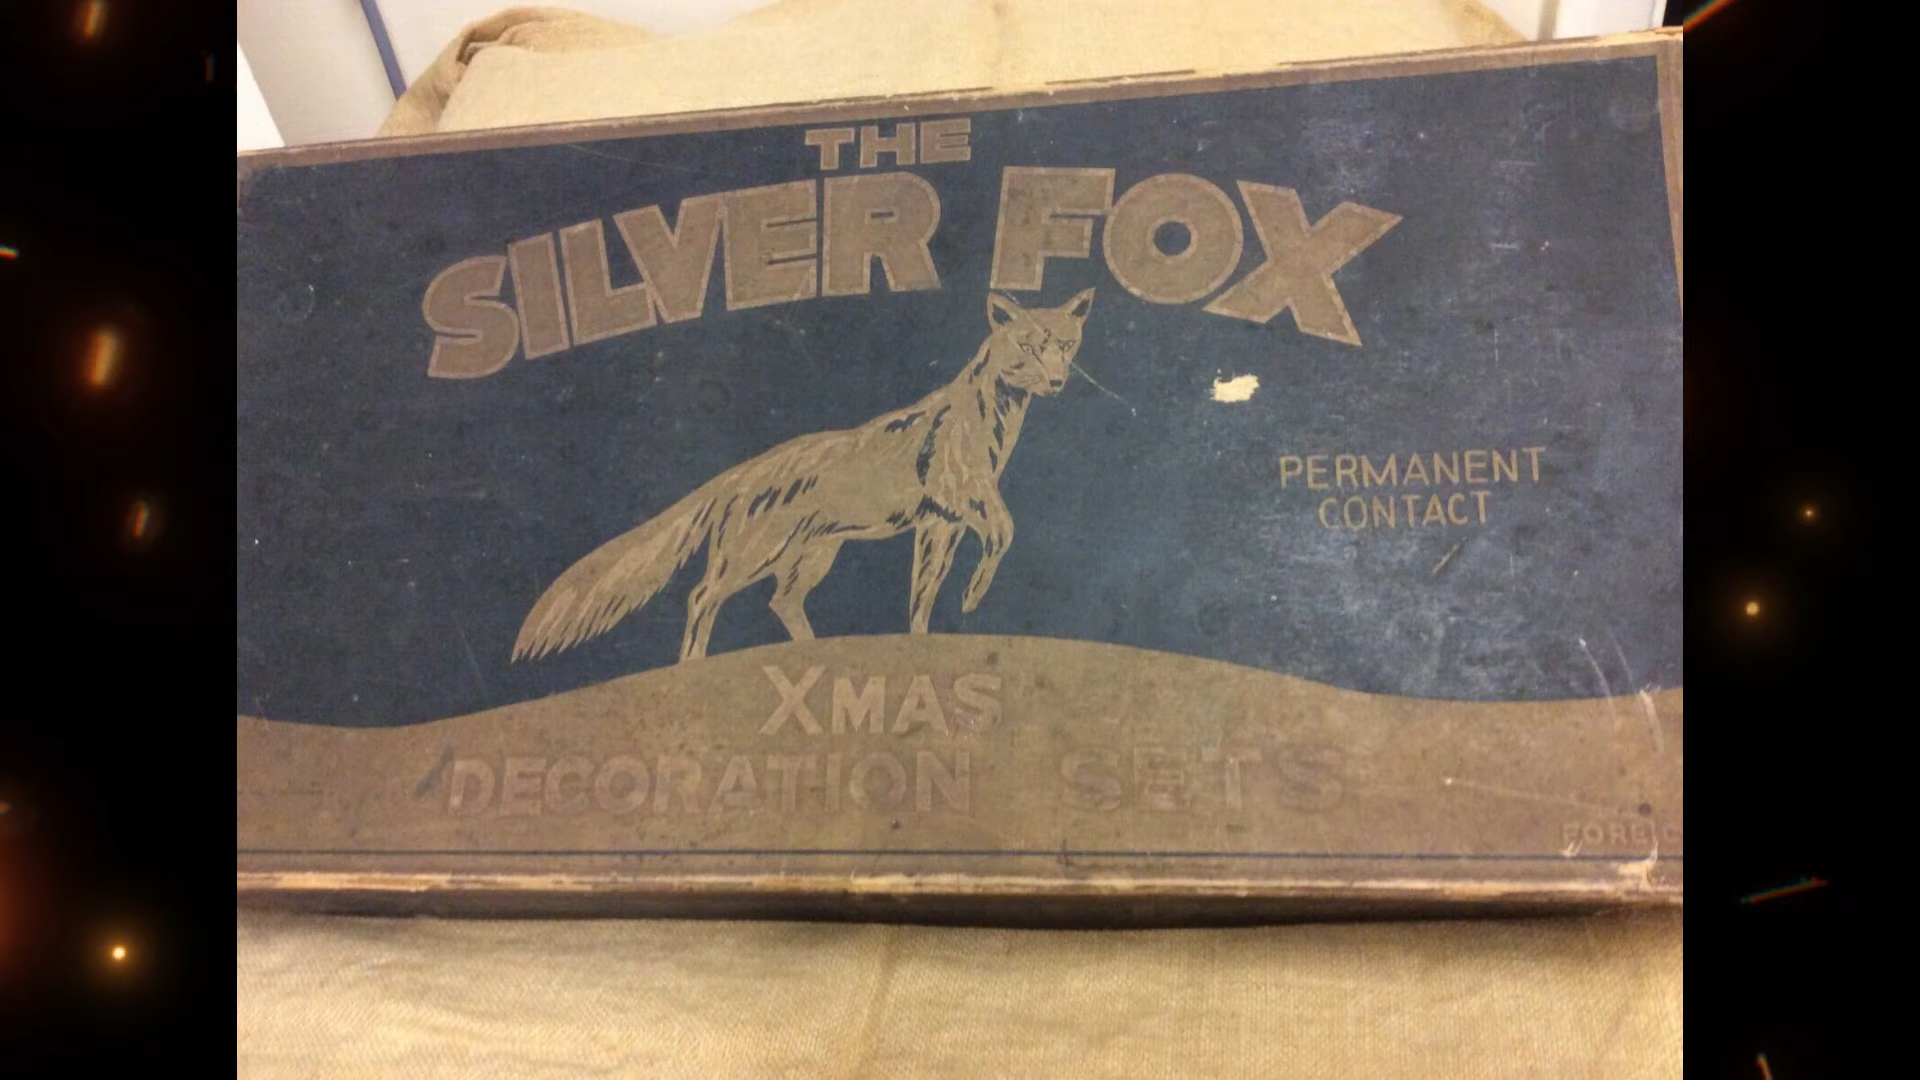 THE
SILVER FOX
PERMANENT
CONTACT
XMAS
DECORATION SETS